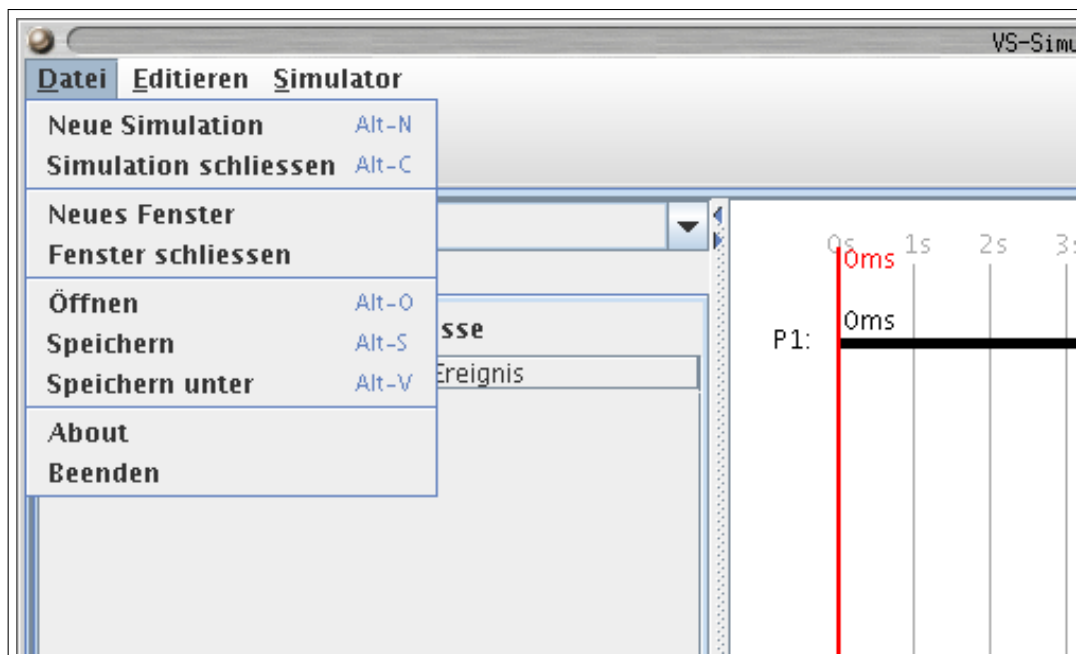 VS-Simu
Datei Editieren Simulator
Neue Simulation Alt-N
Simulation schliessen Alt-C
Neues Fenster
Fenster schliessen
Öffnen Alt-O
Speichern Alt-S
Speichern unter Alt-V
About
Beenden
sse
Ereignis
0s 1s 2s 3s
0ms
0ms
P1: